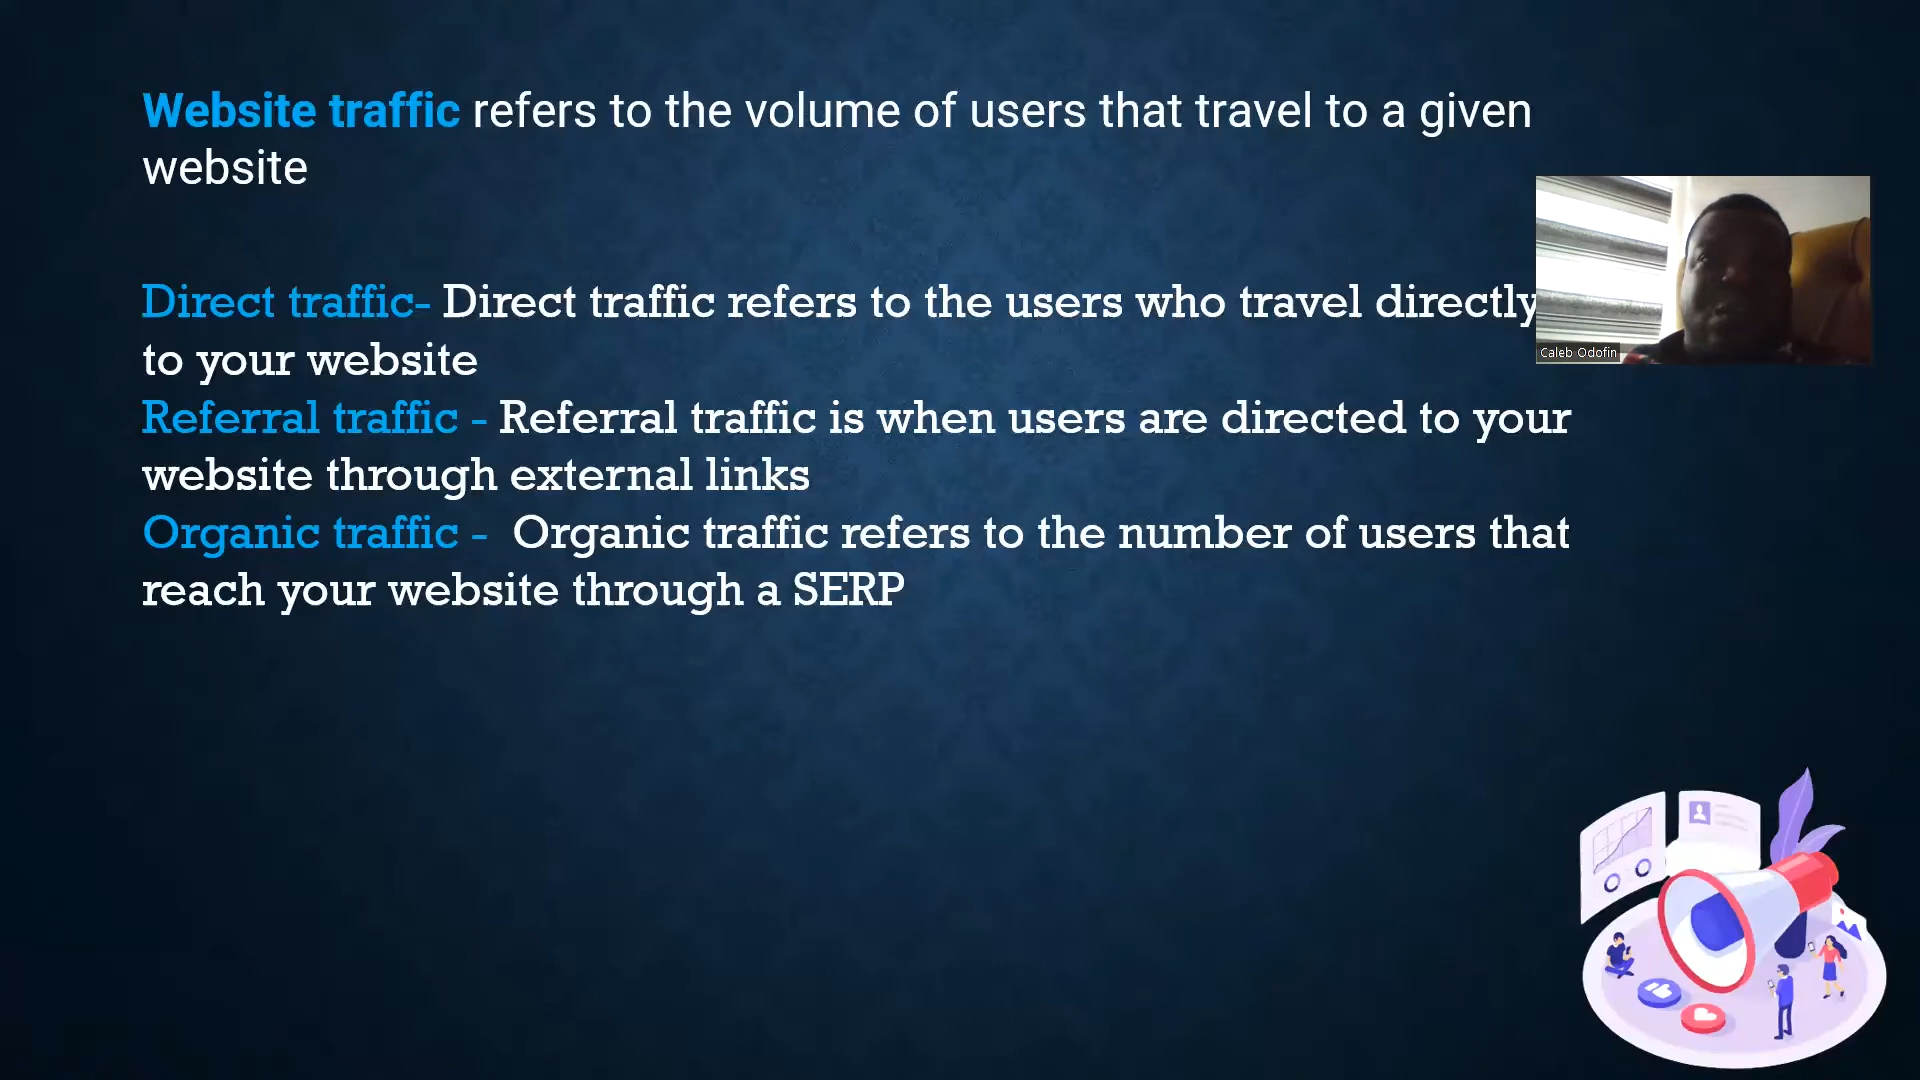 Website traffic refers to the volume of users that travel to a given
website
Direct traffic- Direct traffic refers to the users who travel directly
to your website
Referral traffic - Referral traffic is when users are directed to your
website through external links
Organic traffic -  Organic traffic refers to the number of users that
reach your website through a SERP
Caleb Odofin